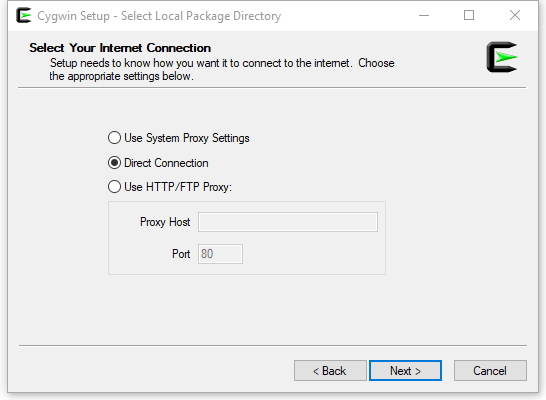 Cygwin Setup - Select Local Package Directory
Select Your Internet Connection
Setup needs to know how you want it to connect to the internet.  Choose
the appropriate settings below.
Use System Proxy Settings
Direct Connection
Use HTTP/FTP Proxy:
Proxy Host
Port 80
< Back Next > Cancel